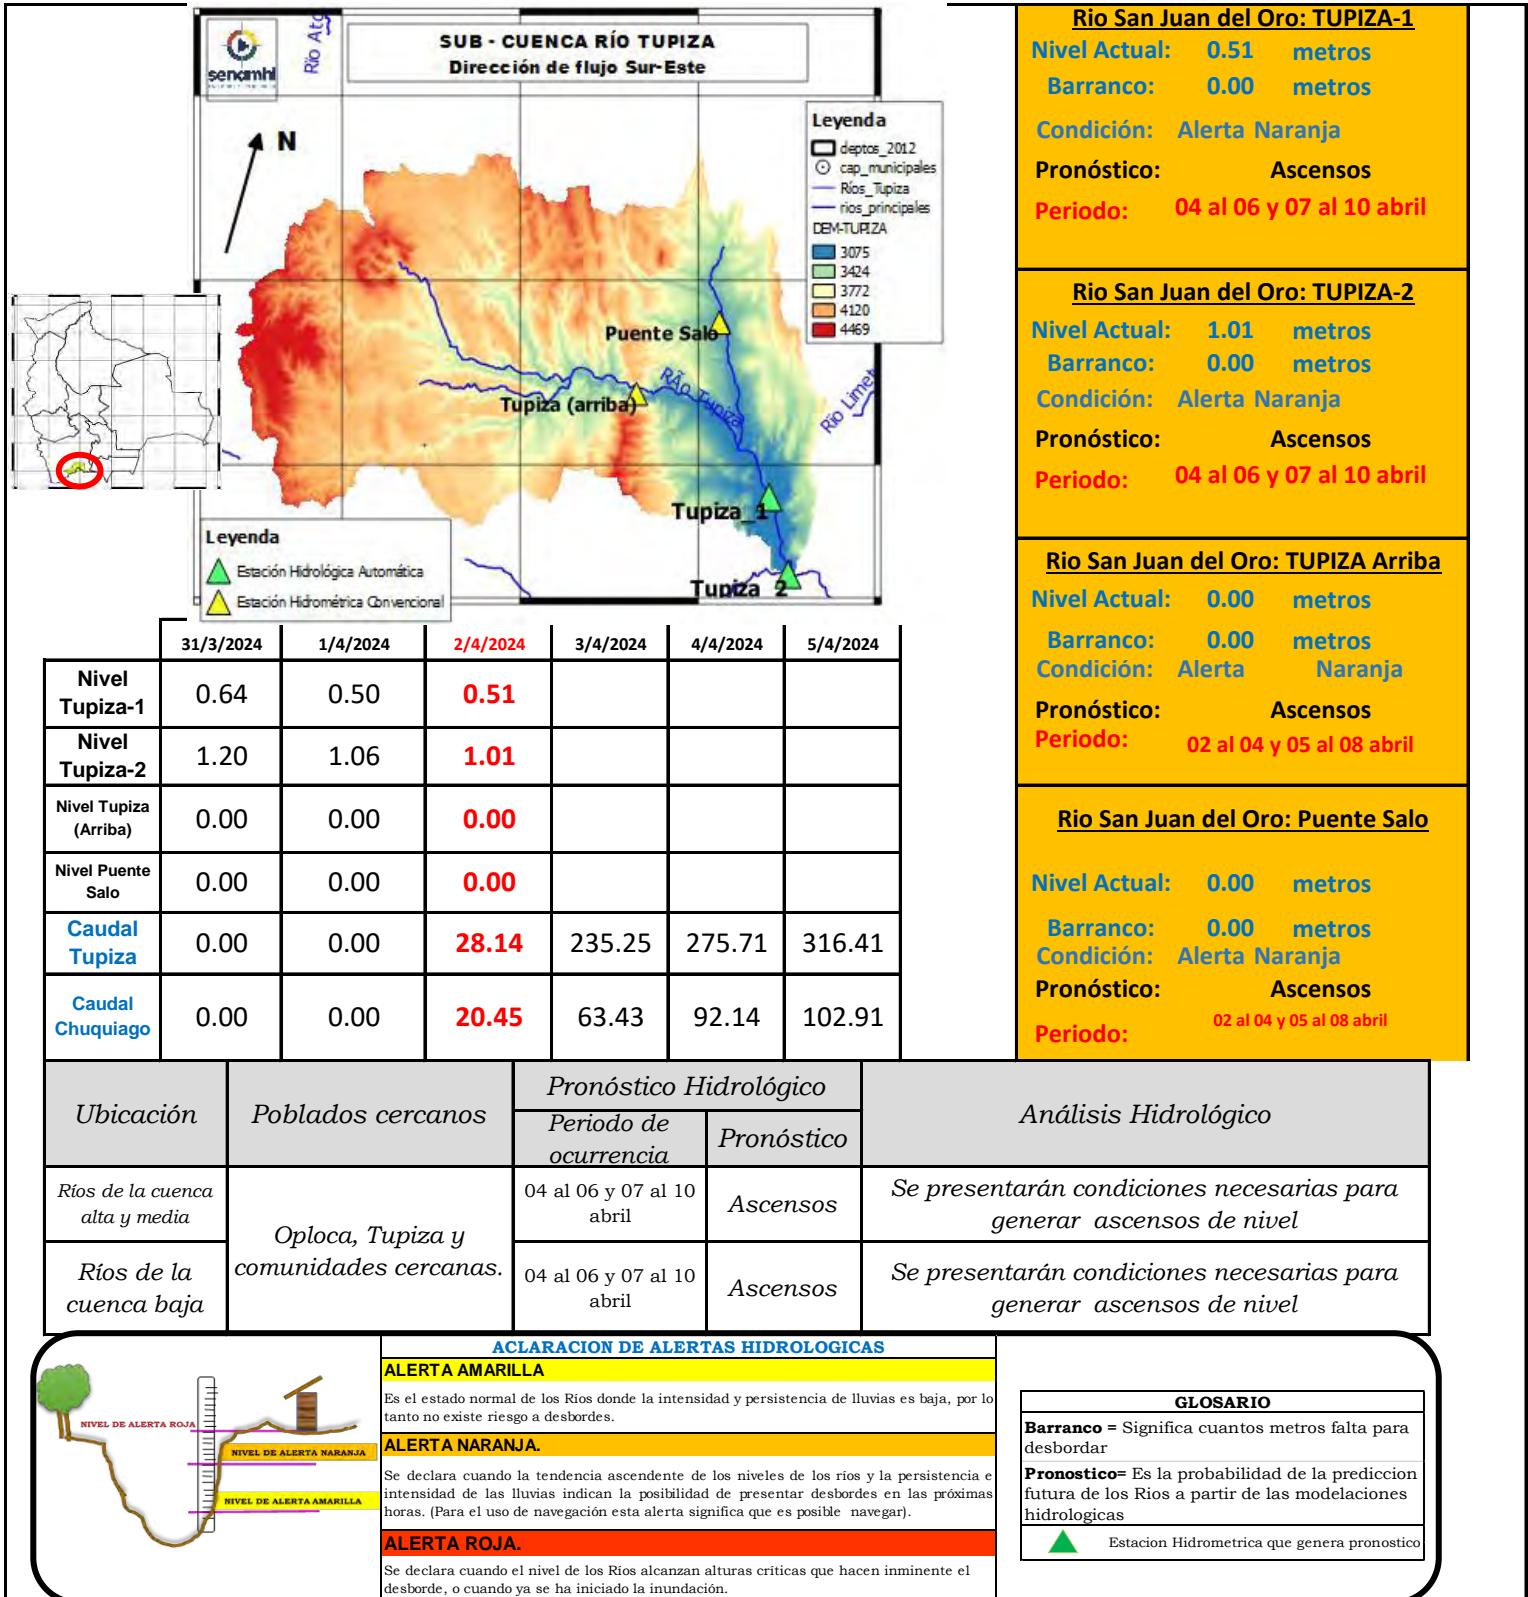 senamhi
Río Ato
SUB - CUENCA RÍO TUPIZA
Dirección de flujo Sur-Este
N
Leyenda
deptos_2012
cap_municipales
Ríos_Tupiza
rios_principales
DEM-TUPIZA
3075
3424
3772
4120
4469
Puente Salo
Tupiza (arriba)
RÃo Tupiza
Río Limet
Tupiza_1
Tupiza_2
Leyenda
Estación Hidrológica Automática
Estación Hidrométrica Convencional
Rio San Juan del Oro: TUPIZA-1
Nivel Actual: 0.51 metros
Barranco: 0.00 metros
Condición: Alerta Naranja
Pronóstico: Ascensos
Periodo: 04 al 06 y 07 al 10 abril
Rio San Juan del Oro: TUPIZA-2
Nivel Actual: 1.01 metros
Barranco: 0.00 metros
Condición: Alerta Naranja
Pronóstico: Ascensos
Periodo: 04 al 06 y 07 al 10 abril
Rio San Juan del Oro: TUPIZA Arriba
Nivel Actual: 0.00 metros
Barranco: 0.00 metros
Condición: Alerta Naranja
Pronóstico: Ascensos
Periodo: 02 al 04 y 05 al 08 abril
Rio San Juan del Oro: Puente Salo
Nivel Actual: 0.00 metros
Barranco: 0.00 metros
Condición: Alerta Naranja
Pronóstico: Ascensos
Periodo: 02 al 04 y 05 al 08 abril
31/3/2024 1/4/2024 2/4/2024 3/4/2024 4/4/2024 5/4/2024
Nivel
Tupiza-1 0.64 0.50 0.51
Nivel
Tupiza-2 1.20 1.06 1.01
Nivel Tupiza
(Arriba) 0.00 0.00 0.00
Nivel Puente
Salo 0.00 0.00 0.00
Caudal
Tupiza 0.00 0.00 28.14 235.25 275.71 316.41
Caudal
Chuquiago 0.00 0.00 20.45 63.43 92.14 102.91
Ubicación
Poblados cercanos
Pronóstico Hidrológico
Periodo de
ocurrencia
Pronóstico
Análisis Hidrológico
Ríos de la cuenca
alta y media
Oploca, Tupiza y
comunidades cercanas.
04 al 06 y 07 al 10
abril
Ascensos
Se presentarán condiciones necesarias para
generar ascensos de nivel
Ríos de la
cuenca baja
04 al 06 y 07 al 10
abril
Ascensos
Se presentarán condiciones necesarias para
generar ascensos de nivel
NIVEL DE ALERTA ROJA
NIVEL DE ALERTA NARANJA
NIVEL DE ALERTA AMARILLA
ACLARACION DE ALERTAS HIDROLOGICAS
ALERTA AMARILLA
Es el estado normal de los Ríos donde la intensidad y persistencia de lluvias es baja, por lo
tanto no existe riesgo a desbordes.
ALERTA NARANJA.
Se declara cuando la tendencia ascendente de los niveles de los ríos y la persistencia e
intensidad de las lluvias indican la posibilidad de presentar desbordes en las próximas
horas. (Para el uso de navegación esta alerta significa que es posible navegar).
ALERTA ROJA.
Se declara cuando el nivel de los Ríos alcanzan alturas críticas que hacen inminente el
desborde, o cuando ya se ha iniciado la inundación.
GLOSARIO
Barranco = Significa cuantos metros falta para
desbordar
Pronostico= Es la probabilidad de la prediccion
futura de los Rios a partir de las modelaciones
hidrologicas
Estacion Hidrometrica que genera pronostico